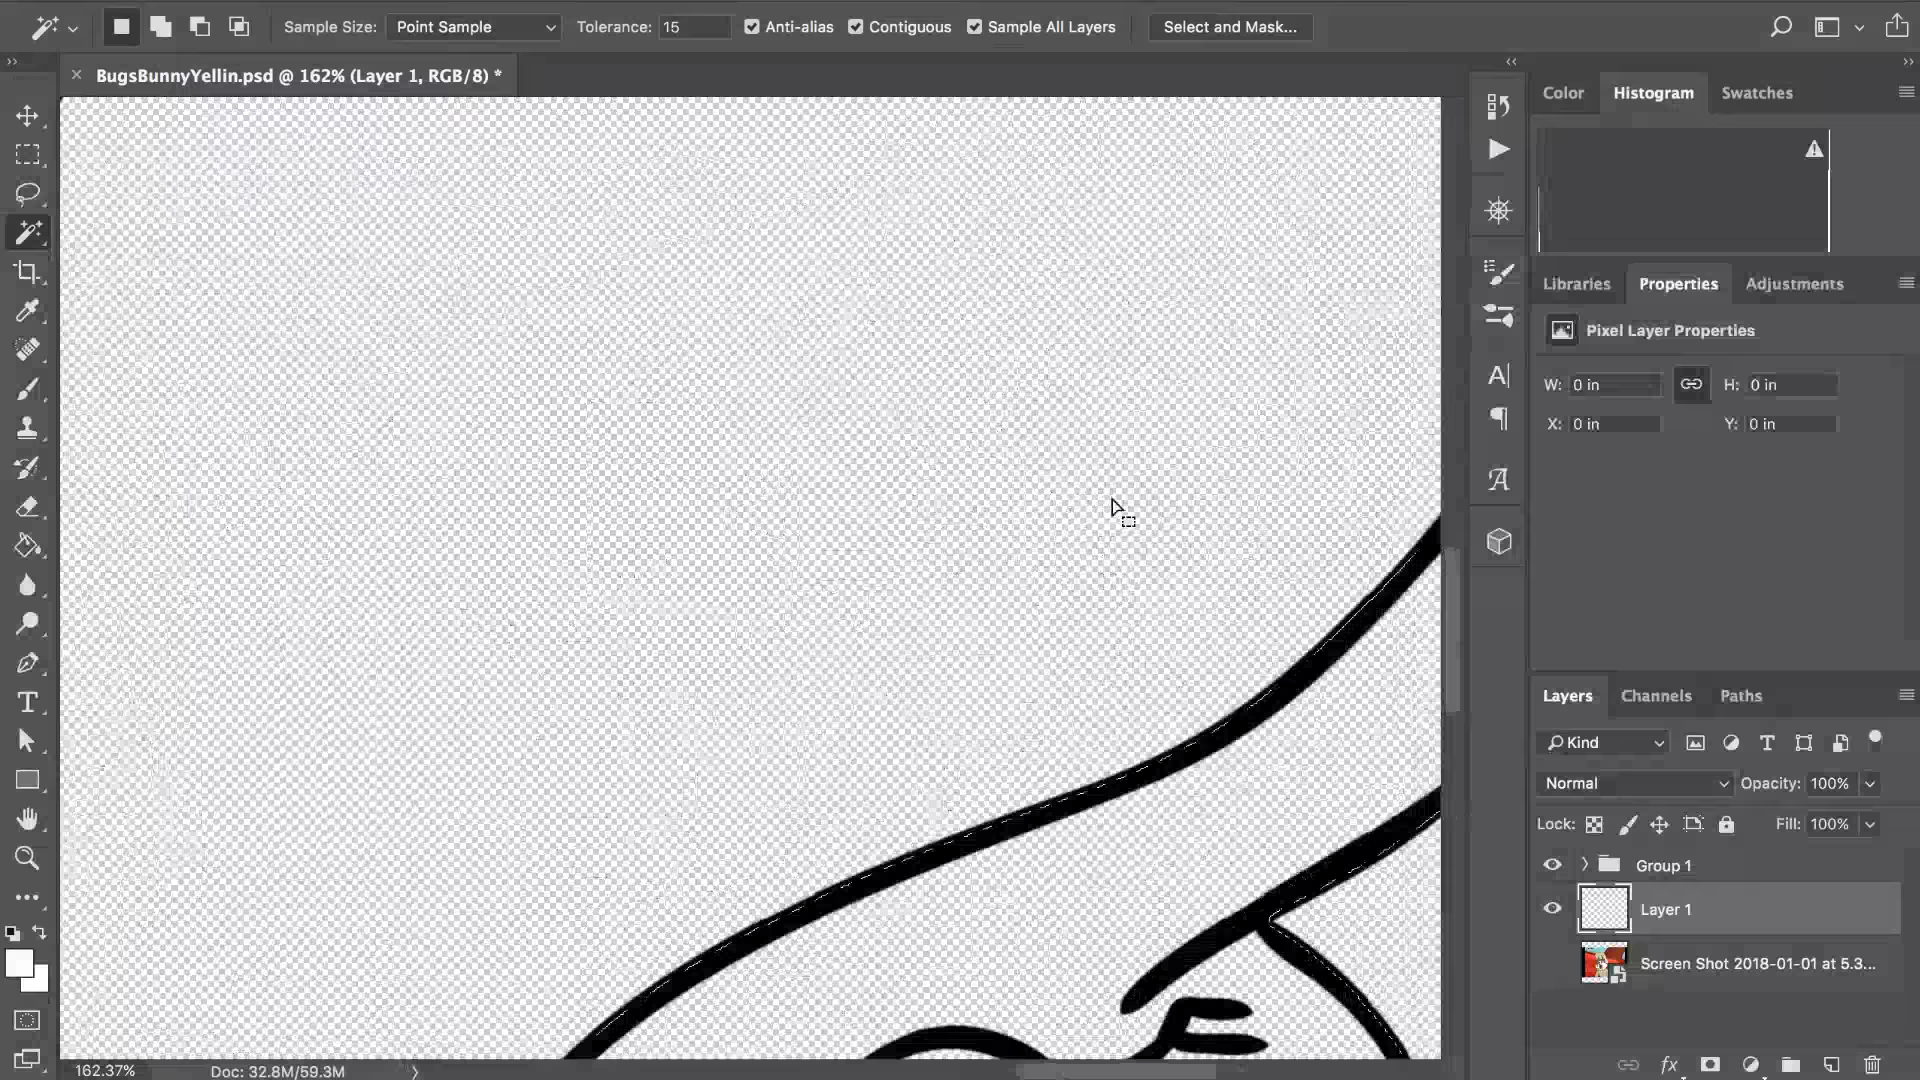 Sample Size: Point Sample Tolerance: 15 Anti-alias Contiguous Sample All Layers Select and Mask...
BugsBunnyYellin.psd @ 162% (Layer 1, RGB/8) *
Color Histogram Swatches
Libraries Properties Adjustments
Pixel Layer Properties
W: 0 in H: 0 in
X: 0 in Y: 0 in
Layers Channels Paths
Kind
Normal Opacity: 100%
Lock: Fill: 100%
Group 1
Layer 1
Screen Shot 2018-01-01 at 5.3...
162.37% Doc: 32.8M/59.3M